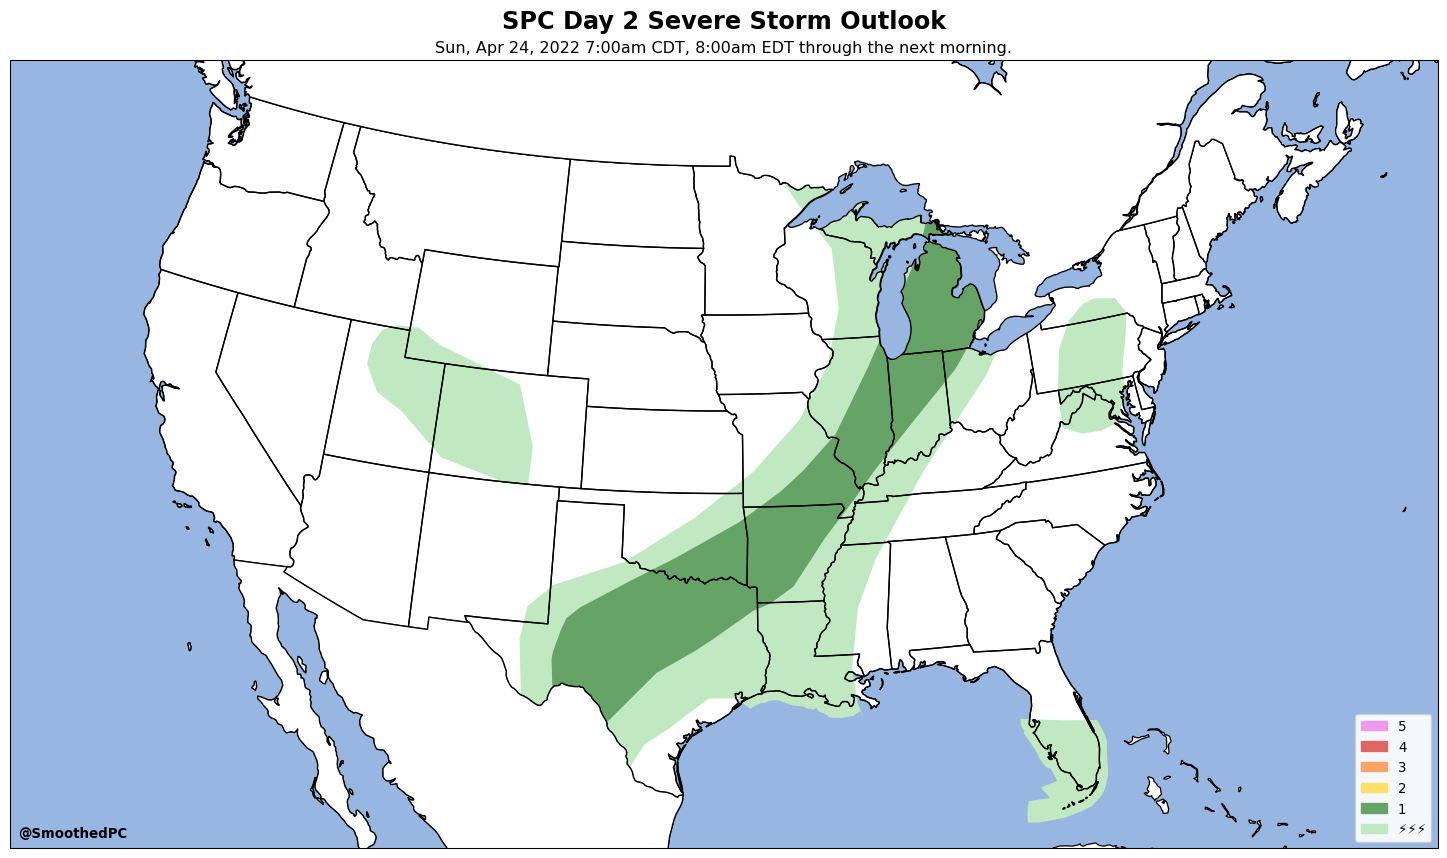 SPC Day 2 Severe Storm Outlook
Sun, Apr 24, 2022 7:00am CDT, 8:00am EDT through the next morning.
5
4
3
2
1
⚡⚡⚡
@SmoothedPC